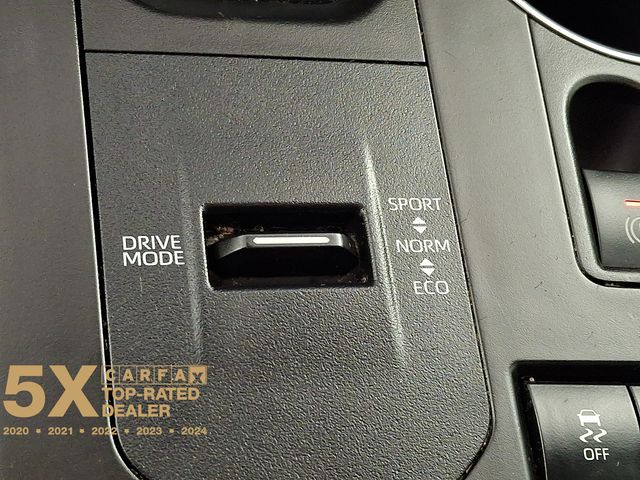 SPORT
DRIVE
MODE
NORM
ECO
5X
CARFAX
TOP-RATED
DEALER
2020 • 2021 • 2022 • 2023 • 2024
OFF